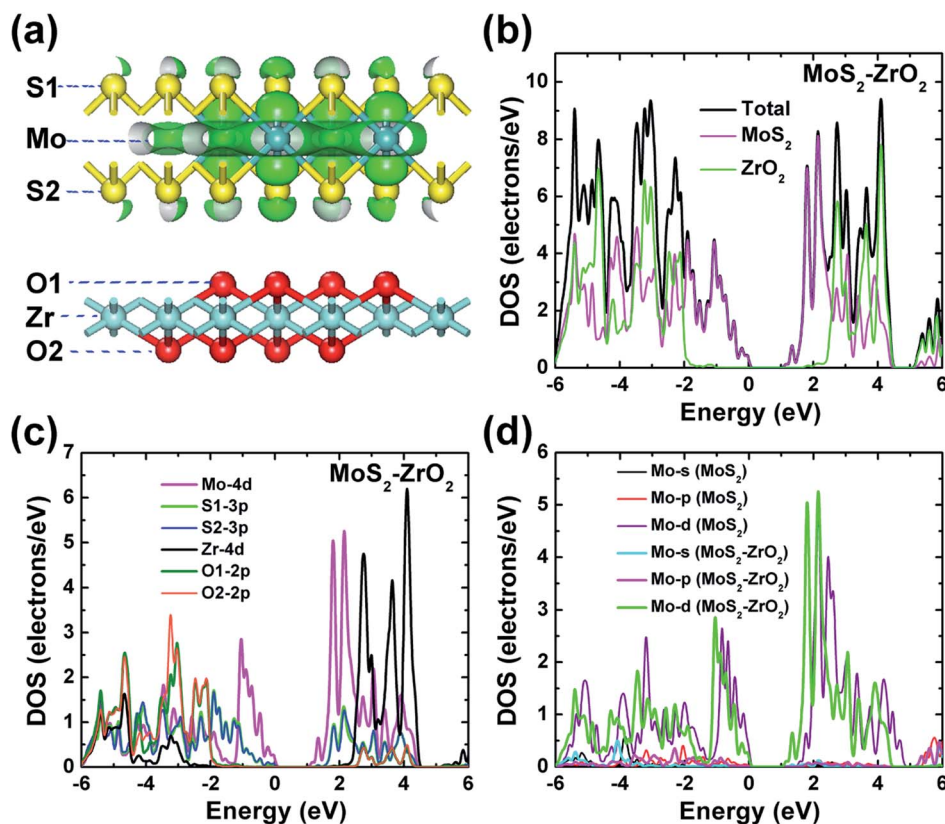 (a)
S1
Mo
S2
O1
Zr
O2
(b)
MoS2-ZrO2
Total
MoS2
ZrO2
DOS (electrons/eV)
10
8
6
4
2
0
-6 -4 -2 0 2 4 6
Energy (eV)
(c)
MoS2-ZrO2
Mo-4d
S1-3p
S2-3p
Zr-4d
O1-2p
O2-2p
DOS (electrons/eV)
7
6
5
4
3
2
1
0
-6 -4 -2 0 2 4 6
Energy (eV)
(d)
Mo-s (MoS2)
Mo-p (MoS2)
Mo-d (MoS2)
Mo-s (MoS2-ZrO2)
Mo-p (MoS2-ZrO2)
Mo-d (MoS2-ZrO2)
DOS (electrons/eV)
6
5
4
3
2
1
0
-6 -4 -2 0 2 4 6
Energy (eV)